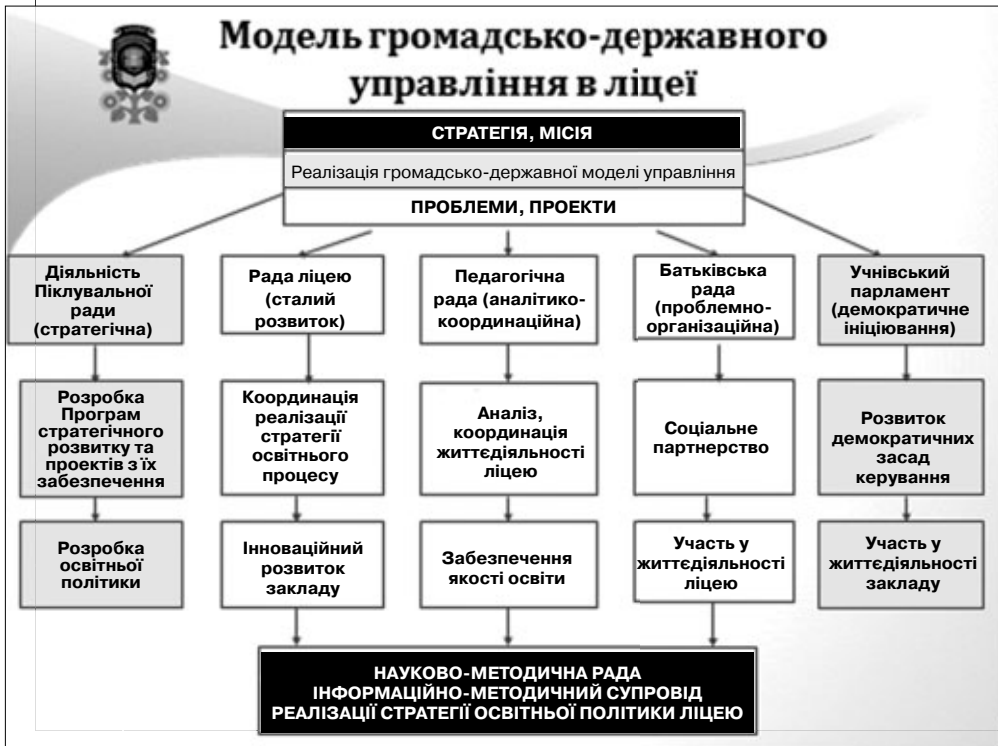 Модель громадсько-державного
управління в ліцеї
СТРАТЕГІЯ, МІСІЯ
Реалізація громадсько-державної моделі управління
ПРОБЛЕМИ, ПРОЕКТИ
Діяльність
Піклувальної
ради
(стратегічна)
Рада ліцею
(сталий
розвиток)
Педагогічна
рада (аналітико-
координаційна)
Батьківська
рада
(проблемно-
організаційна)
Учнівський
парламент
(демократичне
ініціювання)
Розробка
Програм
стратегічного
розвитку та
проектів з їх
забезпечення
Координація
реалізації
стратегії
освітнього
процесу
Аналіз,
координація
життєдіяльності
ліцею
Соціальне
партнерство
Розвиток
демократичних
засад
керування
Розробка
освітньої
політики
Інноваційний
розвиток
закладу
Забезпечення
якості освіти
Участь у
життєдіяльності
ліцею
Участь у
життєдіяльності
закладу
НАУКОВО-МЕТОДИЧНА РАДА
ІНФОРМАЦІЙНО-МЕТОДИЧНИЙ СУПРОВІД
РЕАЛІЗАЦІЇ СТРАТЕГІЇ ОСВІТНЬОЇ ПОЛІТИКИ ЛІЦЕЮ